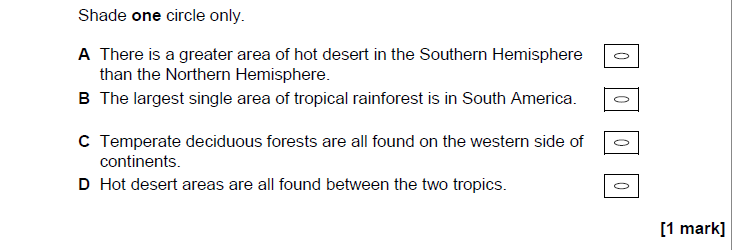 Shade one circle only.
A There is a greater area of hot desert in the Southern Hemisphere
than the Northern Hemisphere.
B The largest single area of tropical rainforest is in South America.
C Temperate deciduous forests are all found on the western side of
continents.
D Hot desert areas are all found between the two tropics.
[1 mark]